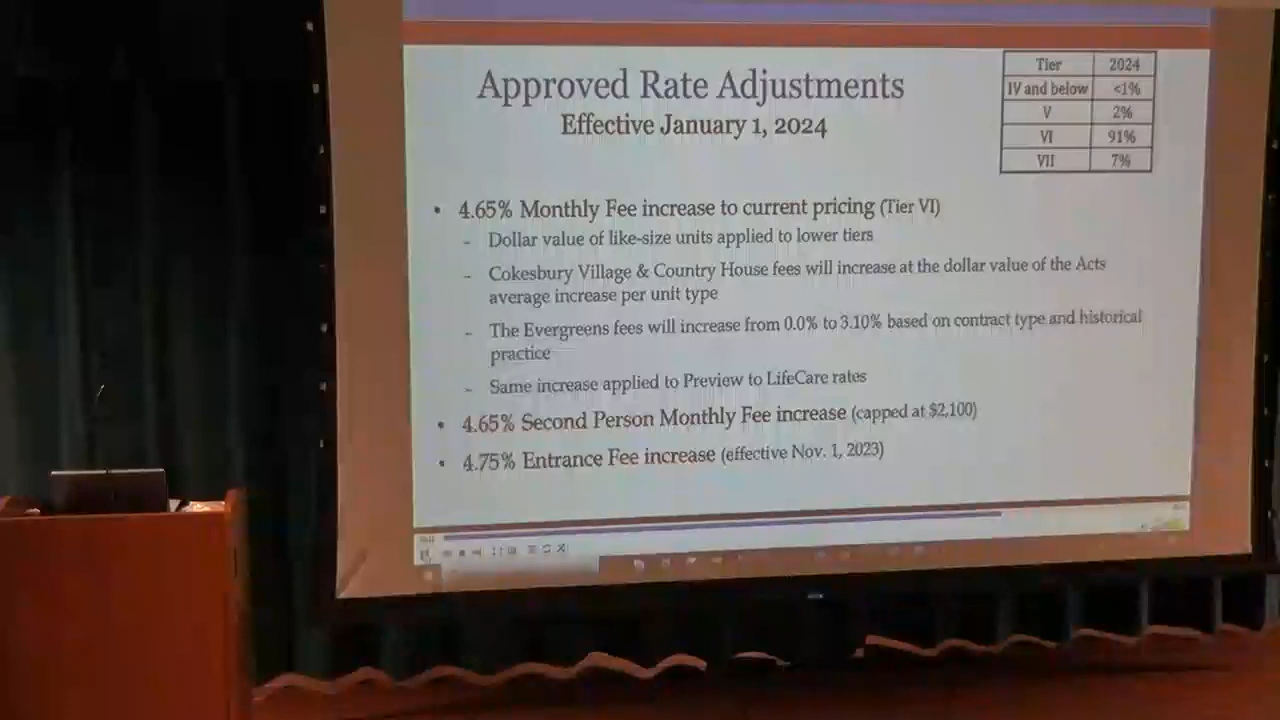 Approved Rate Adjustments
Effective January 1, 2024
Tier 2024
IV and below <1%
V 2%
VI 91%
VII 7%
• 4.65% Monthly Fee increase to current pricing (Tier VI)
- Dollar value of like-size units applied to lower tiers
- Cokesbury Village & Country House fees will increase at the dollar value of the Acts
average increase per unit type
- The Evergreens fees will increase from 0.0% to 3.10% based on contract type and historical
practice
- Same increase applied to Preview to LifeCare rates
• 4.65% Second Person Monthly Fee increase (capped at $2,100)
• 4.75% Entrance Fee increase (effective Nov. 1, 2023)